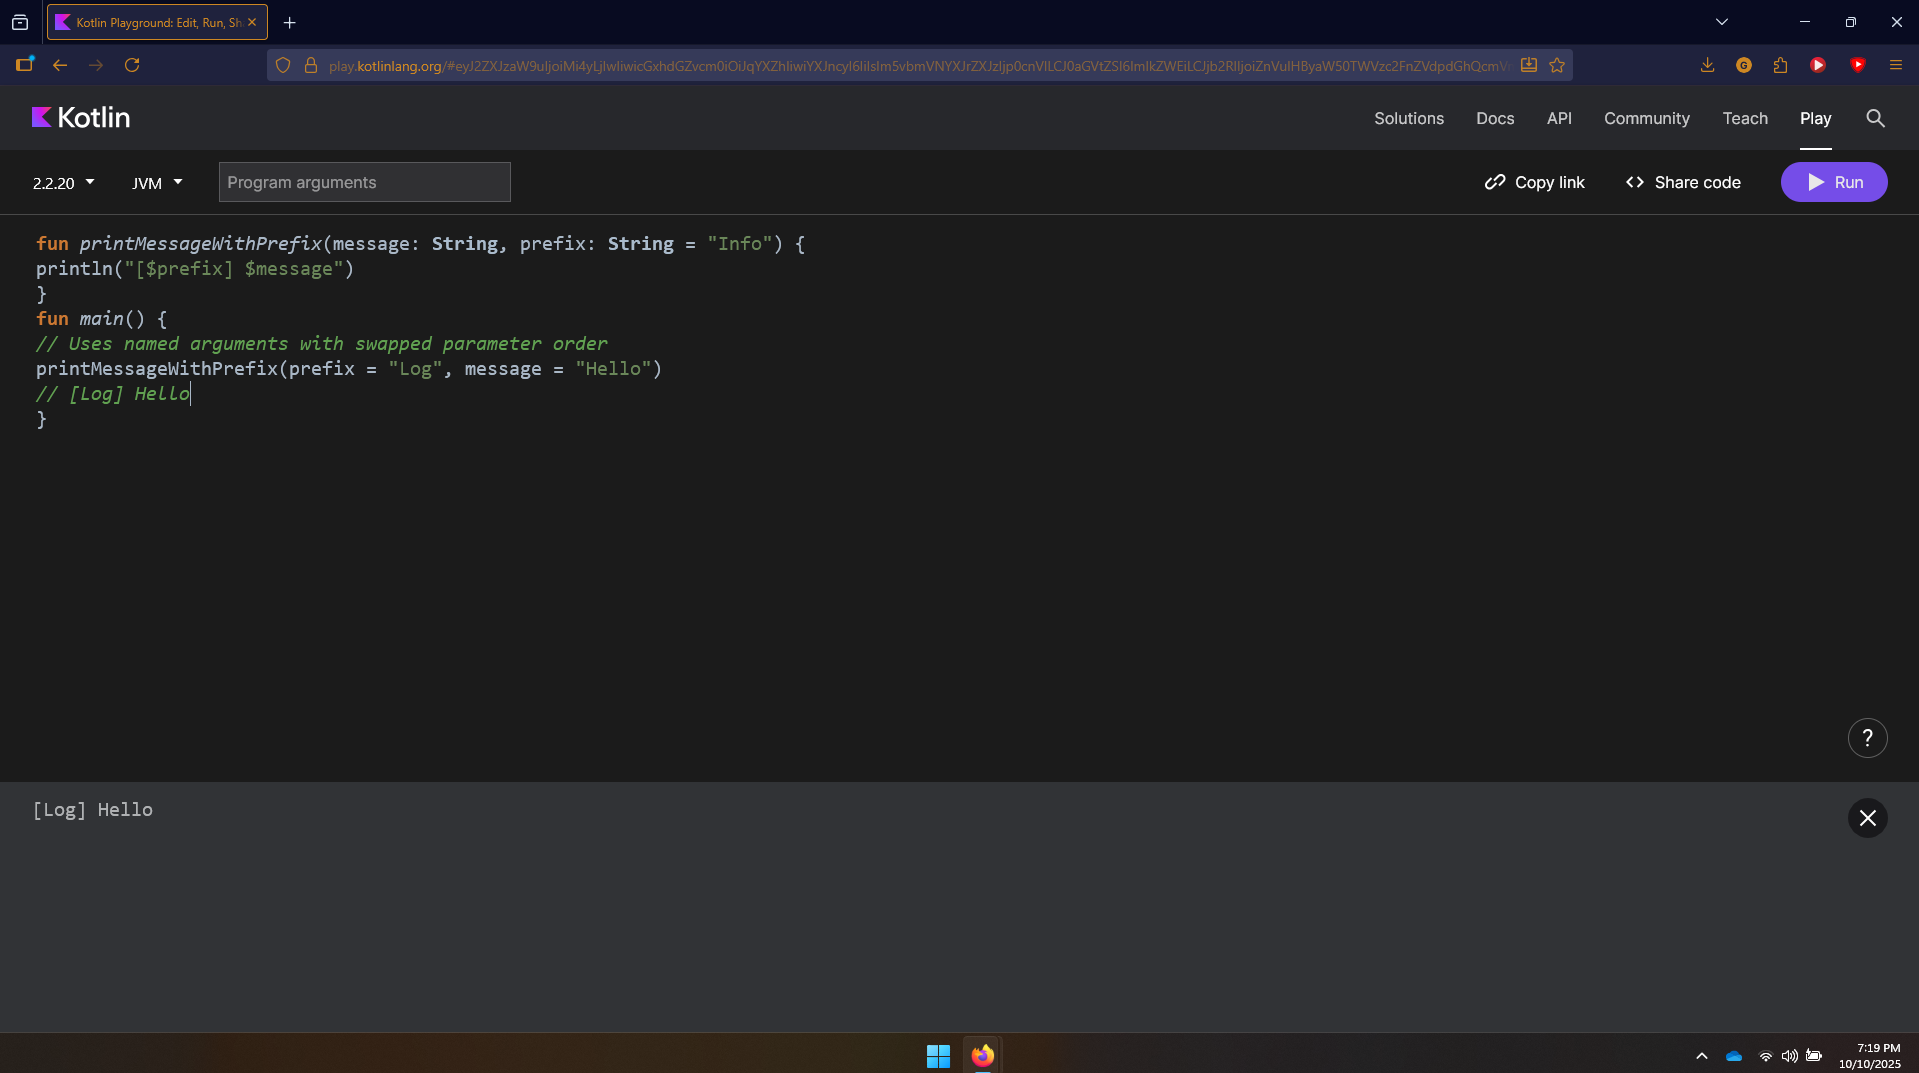 Kotlin Playground: Edit, Run, Sh
play.kotlinlang.org/
Kotlin
Solutions Docs API Community Teach Play
2.2.20 JVM Program arguments Copy link Share code Run
fun printMessageWithPrefix(message: String, prefix: String = "Info") {
println("[$prefix] $message")
}
fun main() {
// Uses named arguments with swapped parameter order
printMessageWithPrefix(prefix = "Log", message = "Hello")
// [Log] Hello
}
?
[Log] Hello
7:19 PM
10/10/2025